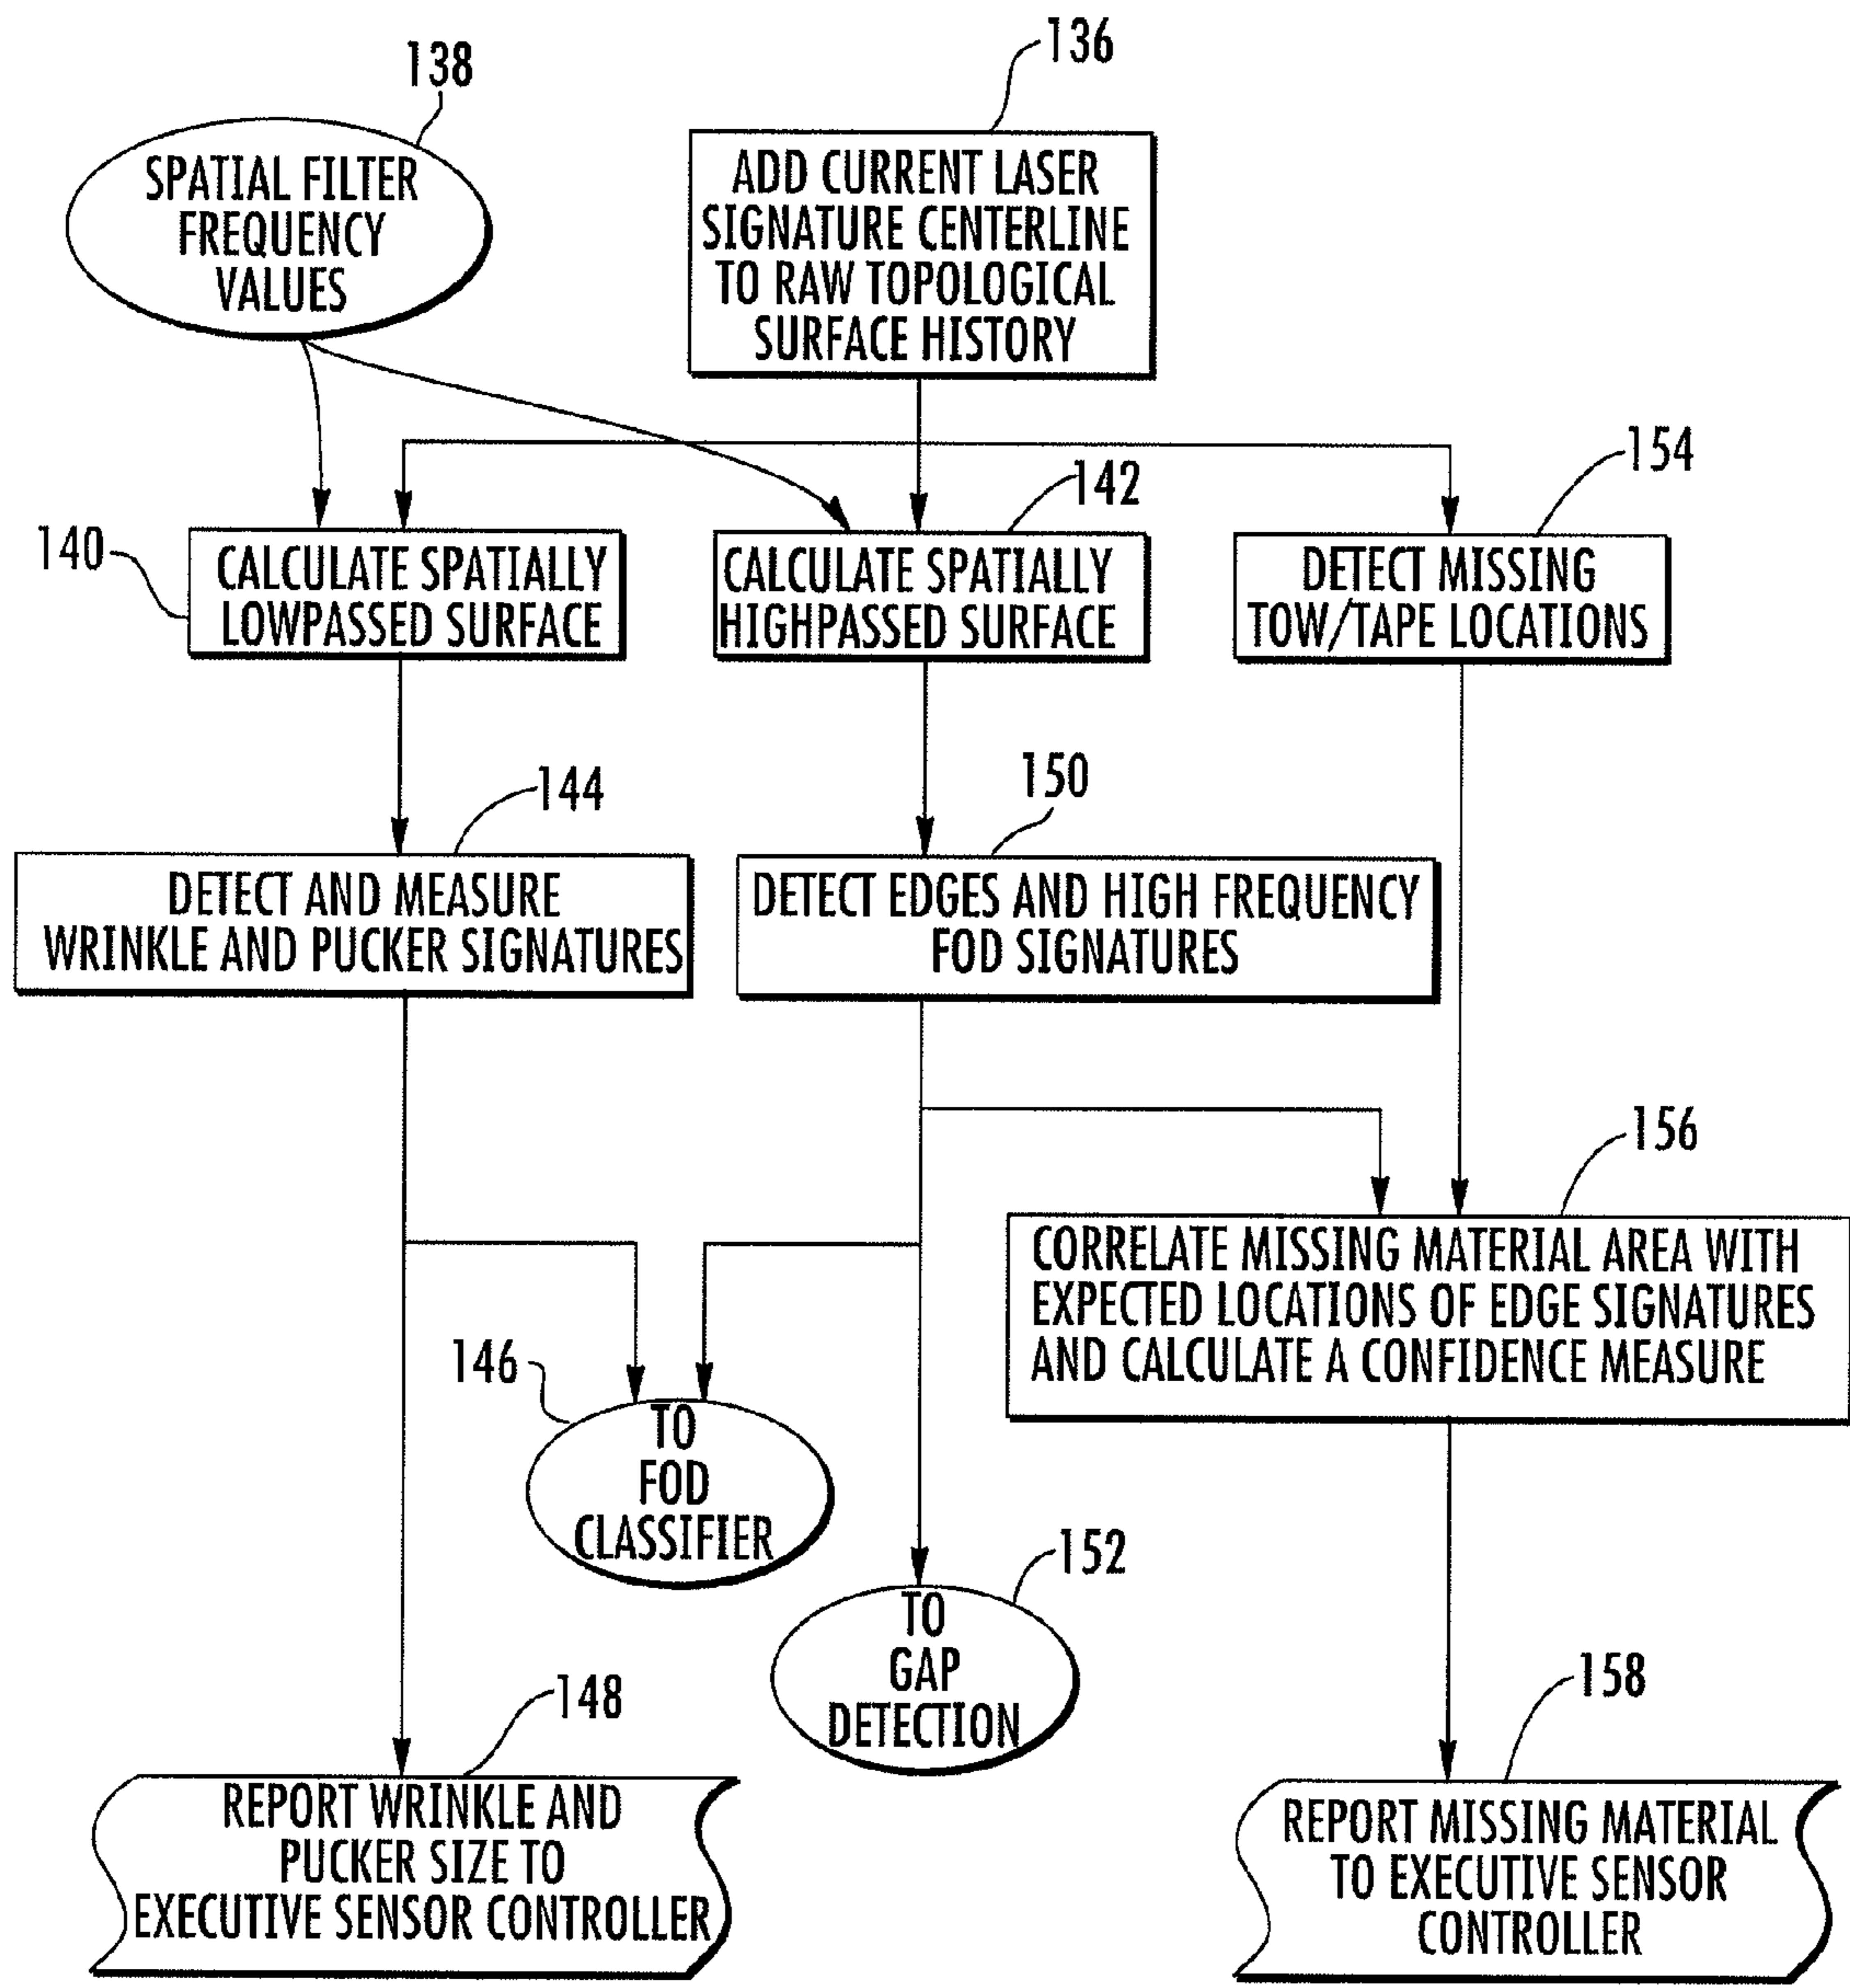 138
SPATIAL FILTER
FREQUENCY
VALUES
136
ADD CURRENT LASER
SIGNATURE CENTERLINE
TO RAW TOPOLOGICAL
SURFACE HISTORY
140
CALCULATE SPATIALLY
LOWPASSED SURFACE
142
CALCULATE SPATIALLY
HIGHPASSED SURFACE
154
DETECT MISSING
TOW/TAPE LOCATIONS
144
DETECT AND MEASURE
WRINKLE AND PUCKER SIGNATURES
150
DETECT EDGES AND HIGH FREQUENCY
FOD SIGNATURES
156
CORRELATE MISSING MATERIAL AREA WITH
EXPECTED LOCATIONS OF EDGE SIGNATURES
AND CALCULATE A CONFIDENCE MEASURE
146
TO
FOD
CLASSIFIER
152
TO
GAP
DETECTION
148
REPORT WRINKLE AND
PUCKER SIZE TO
EXECUTIVE SENSOR CONTROLLER
158
REPORT MISSING MATERIAL
TO EXECUTIVE SENSOR
CONTROLLER